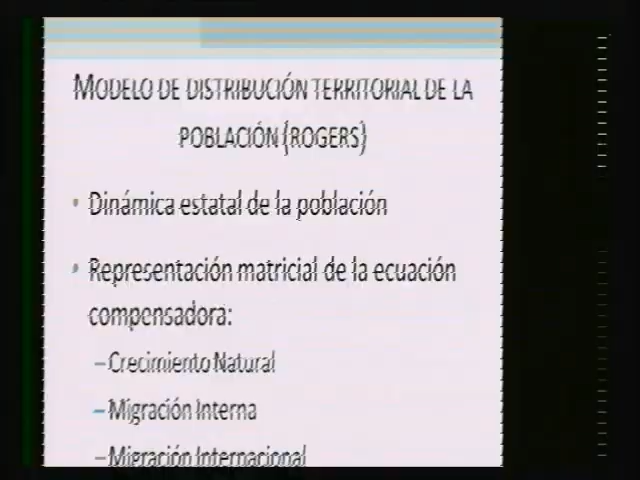 MODELO DE DISTRIBUCIÓN TERRITORIAL DE LA
POBLACIÓN (ROGERS)
• Dinámica estatal de la población
• Representación matricial de la ecuación
compensadora:
–Crecimiento Natural
–Migración Interna
–Migración Internacional